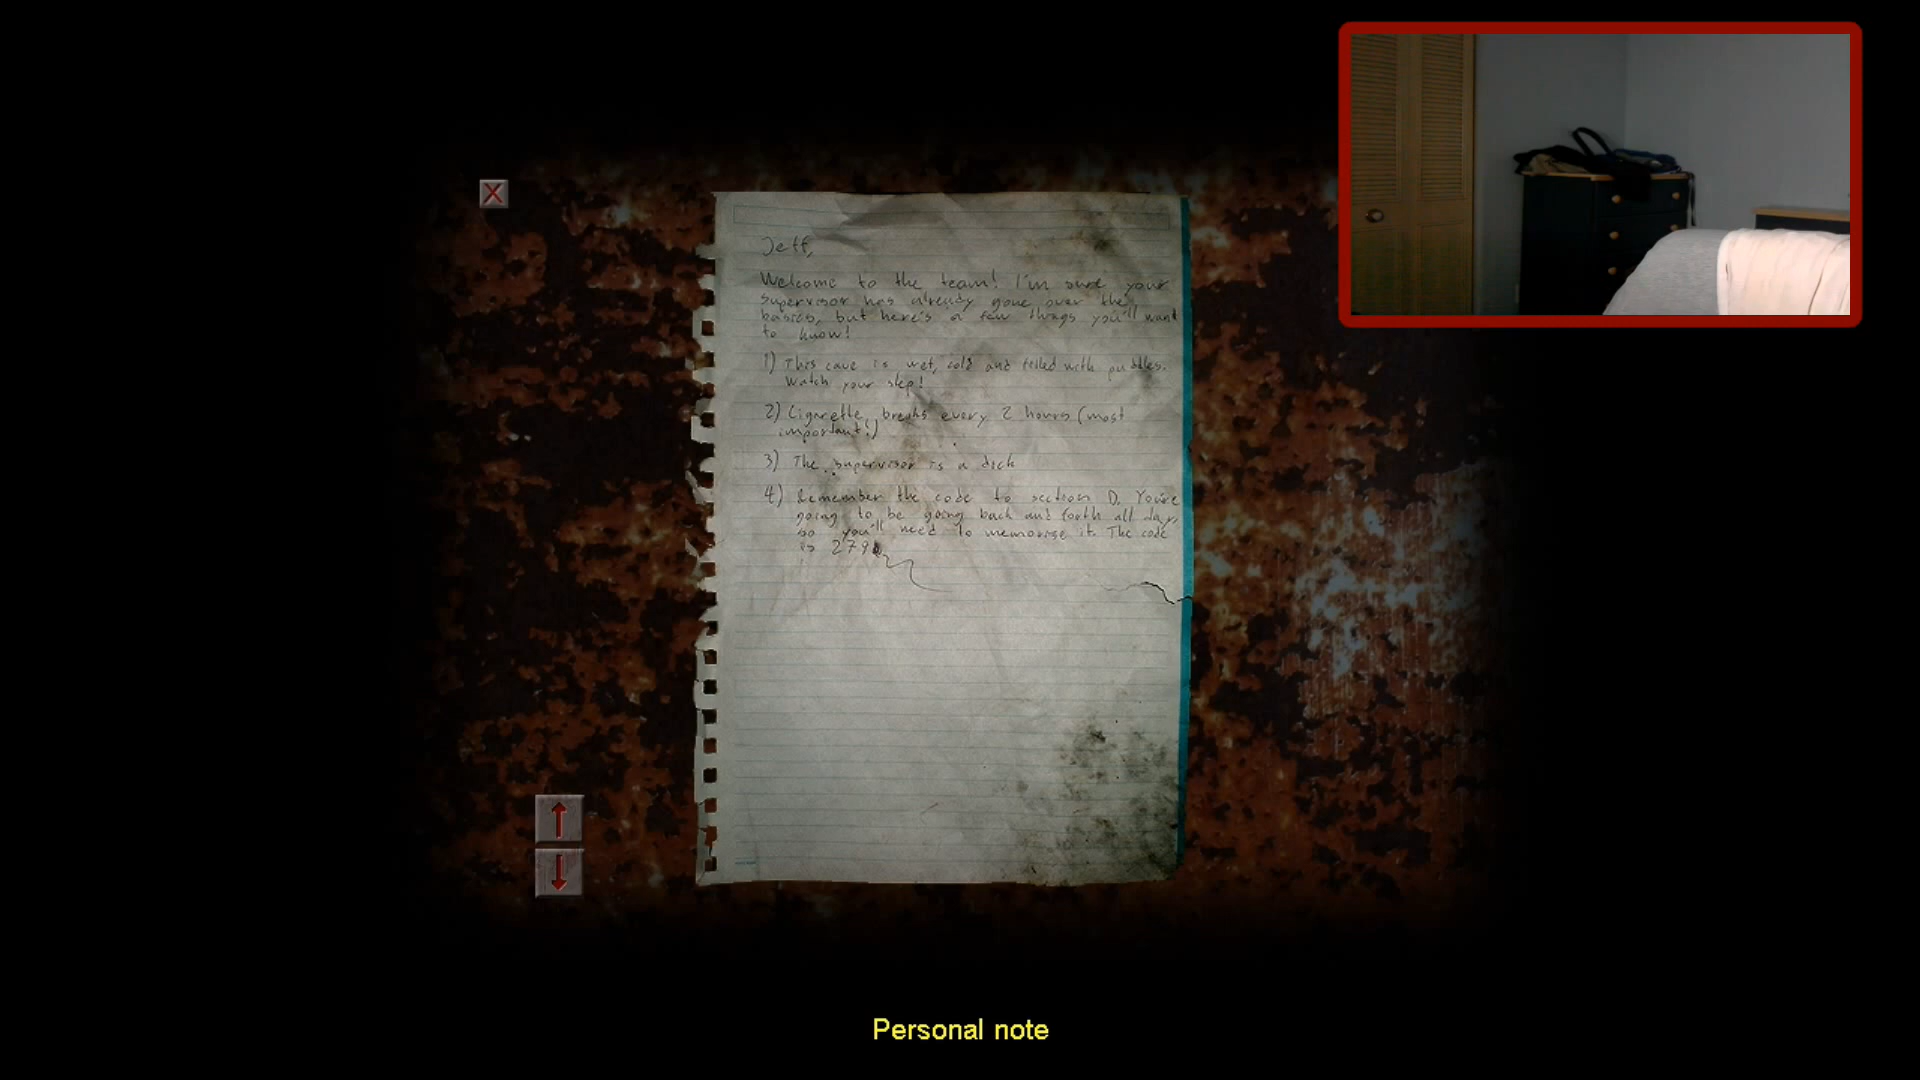 Jeff,
Welcome to the team! I'm sure your
supervisor has already gone over the
basics, but here's a few things you'll want
to know!
1) This cave is wet, cold and filled with puddles.
Watch your step!
2) Cigarette breaks every 2 hours (most
important!)
3) The supervisor is a dick
4) Remember the code to section D. You're
going to be going back and forth all day,
so you'll need to memorise it. The code
is 279
Personal note